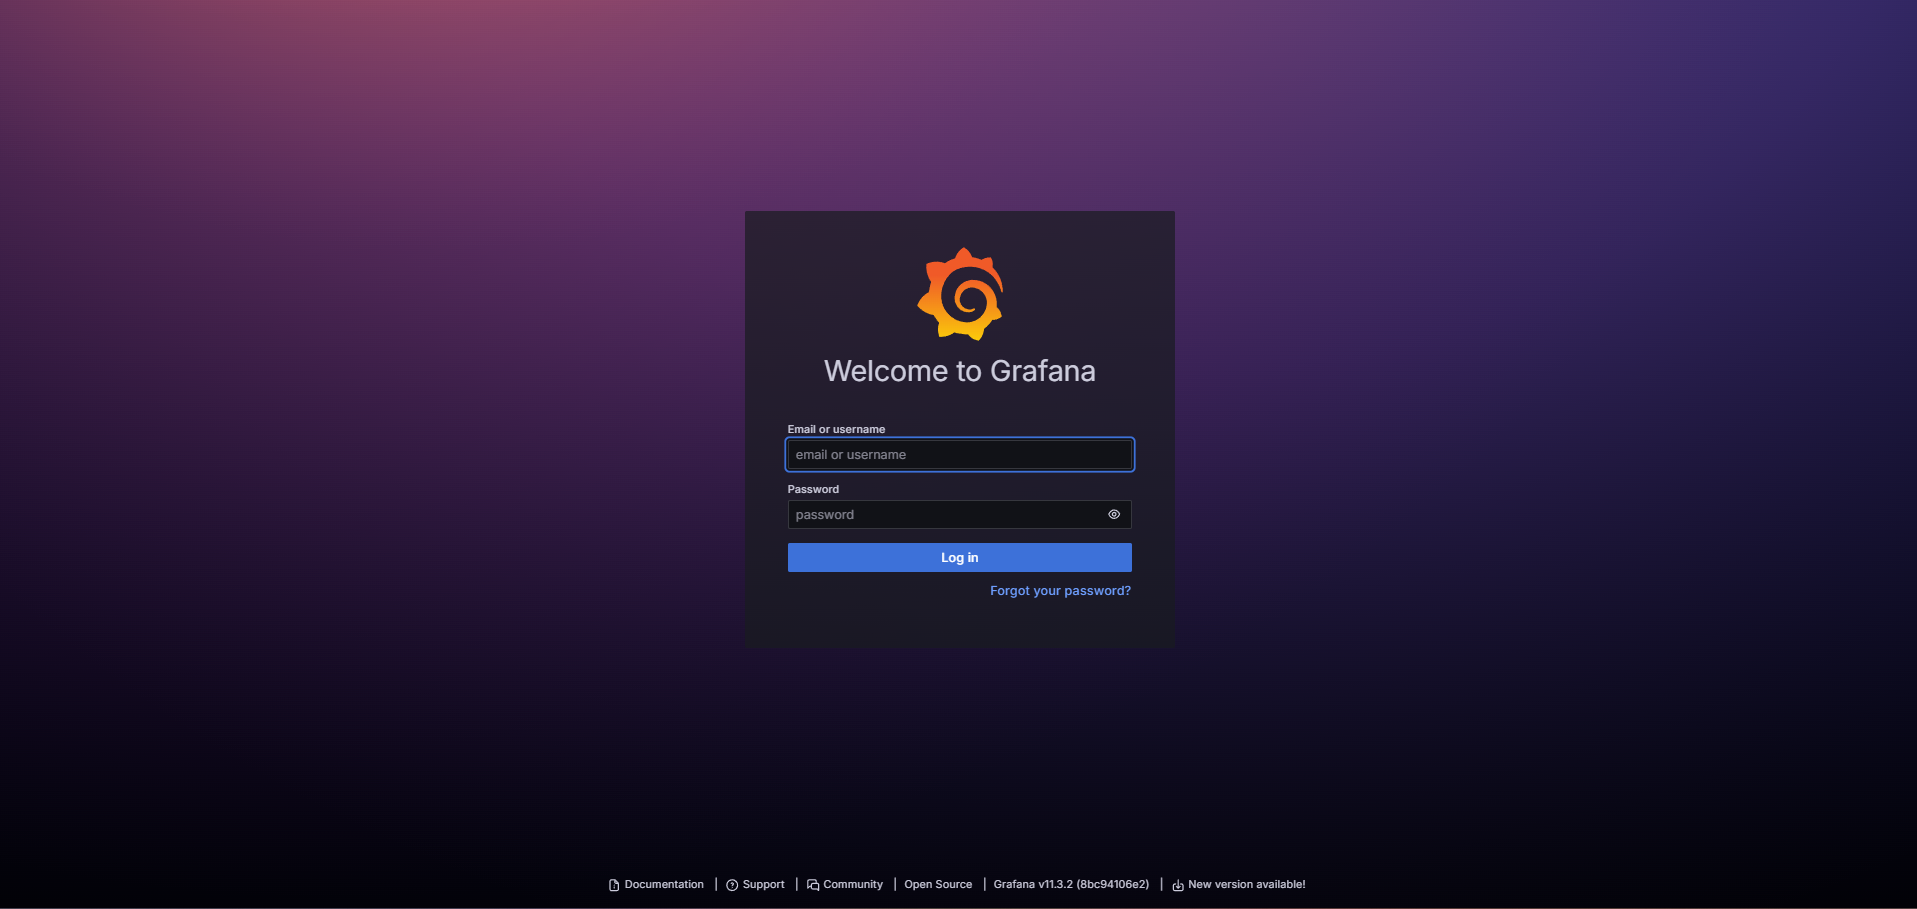 Welcome to Grafana
Email or username
email or username
Password
password
Log in
Forgot your password?
Documentation | Support | Community | Open Source | Grafana v11.3.2 (8bc94106e2) | New version available!